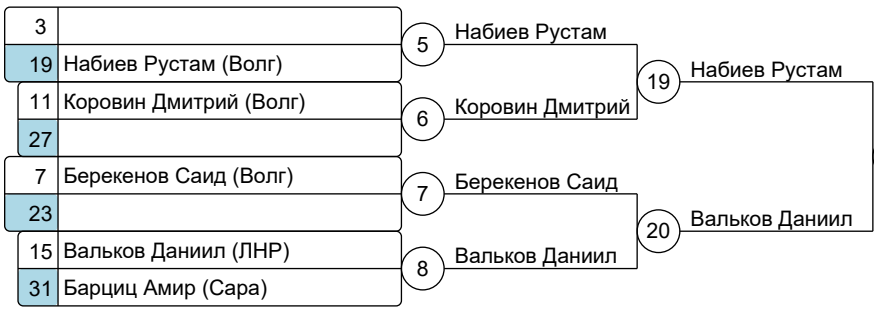 3
19 Набиев Рустам (Волг)
11 Коровин Дмитрий (Волг)
27
7 Берекенов Саид (Волг)
23
15 Вальков Даниил (ЛНР)
31 Барциц Амир (Сара)
5 Набиев Рустам
6 Коровин Дмитрий
7 Берекенов Саид
8 Вальков Даниил
19 Набиев Рустам
20 Вальков Даниил